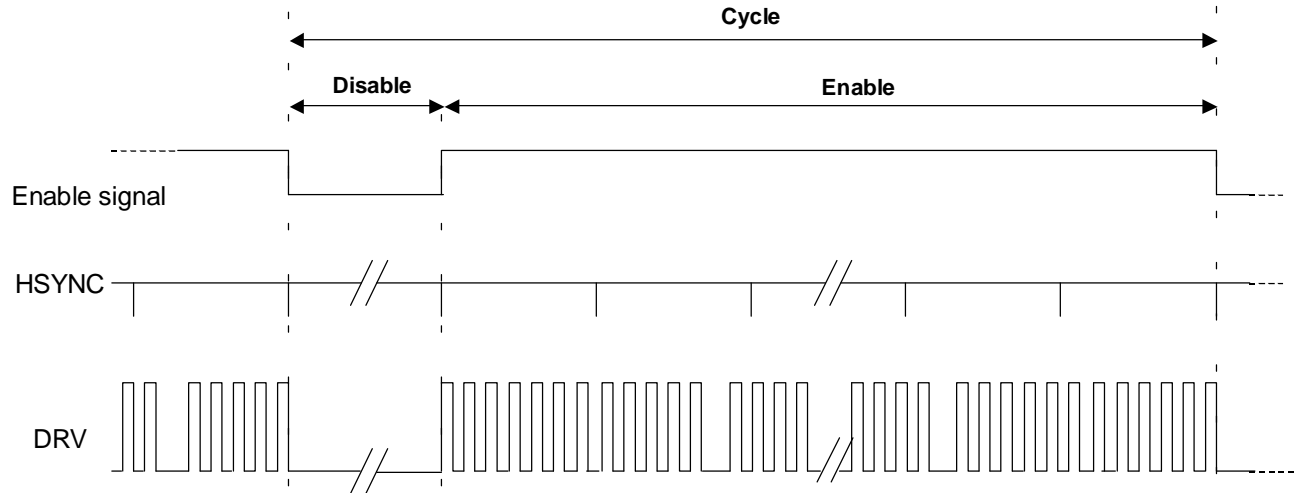 Cycle
Disable
Enable
Enable signal
HSYNC
DRV